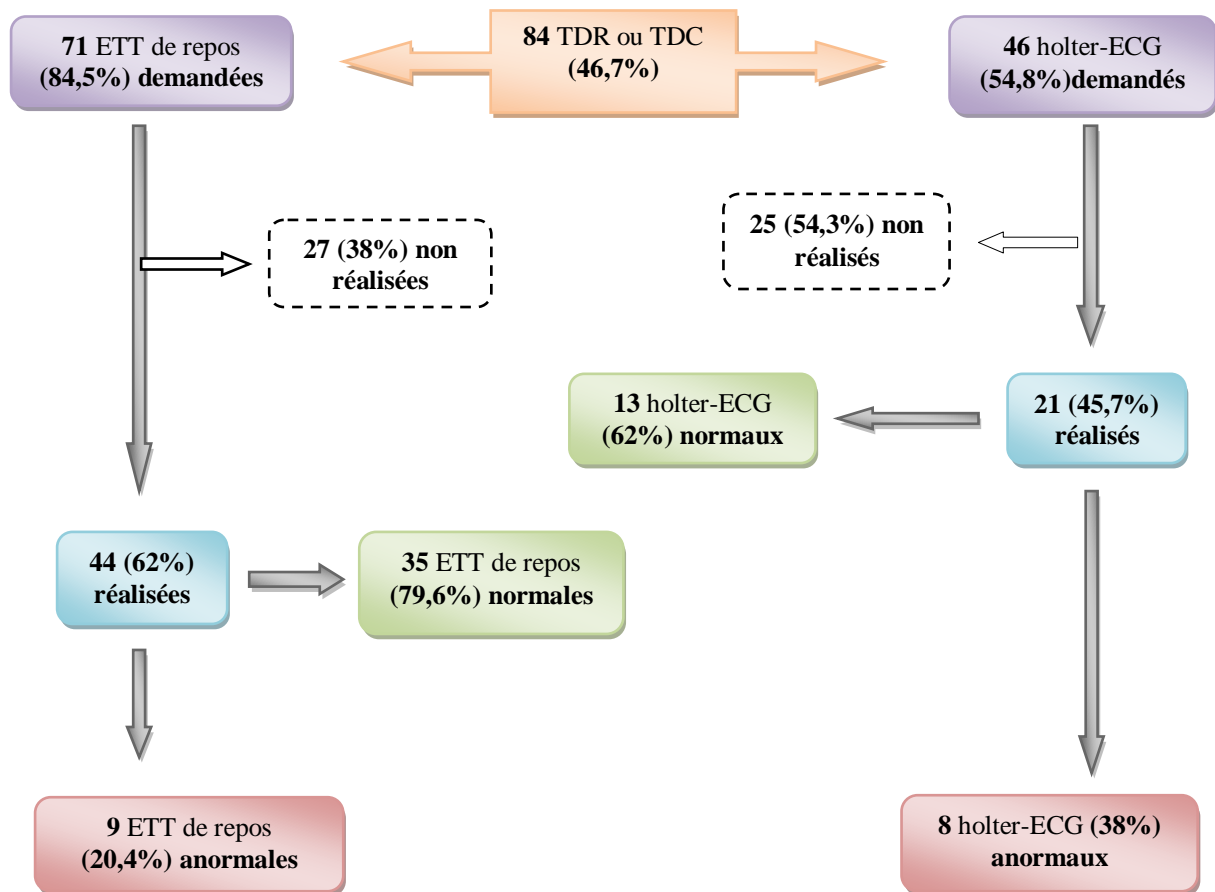 71 ETT de repos
(84,5%) demandées
84 TDR ou TDC
(46,7%)
46 holter-ECG
(54,8%)demandés
27 (38%) non
réalisées
25 (54,3%) non
réalisés
13 holter-ECG
(62%) normaux
21 (45,7%)
réalisés
44 (62%)
réalisées
35 ETT de repos
(79,6%) normales
9 ETT de repos
(20,4%) anormales
8 holter-ECG (38%)
anormaux